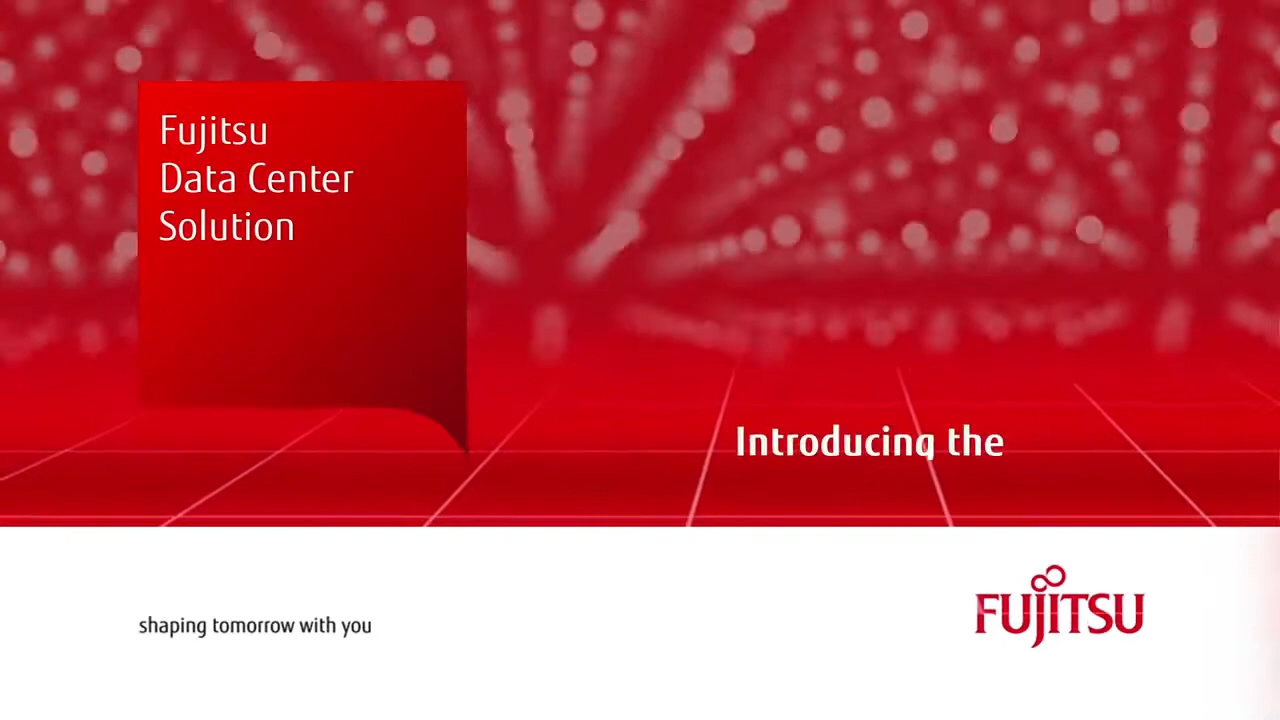 Fujitsu
Data Center
Solution
Introducing the
shaping tomorrow with you
FUJITSU